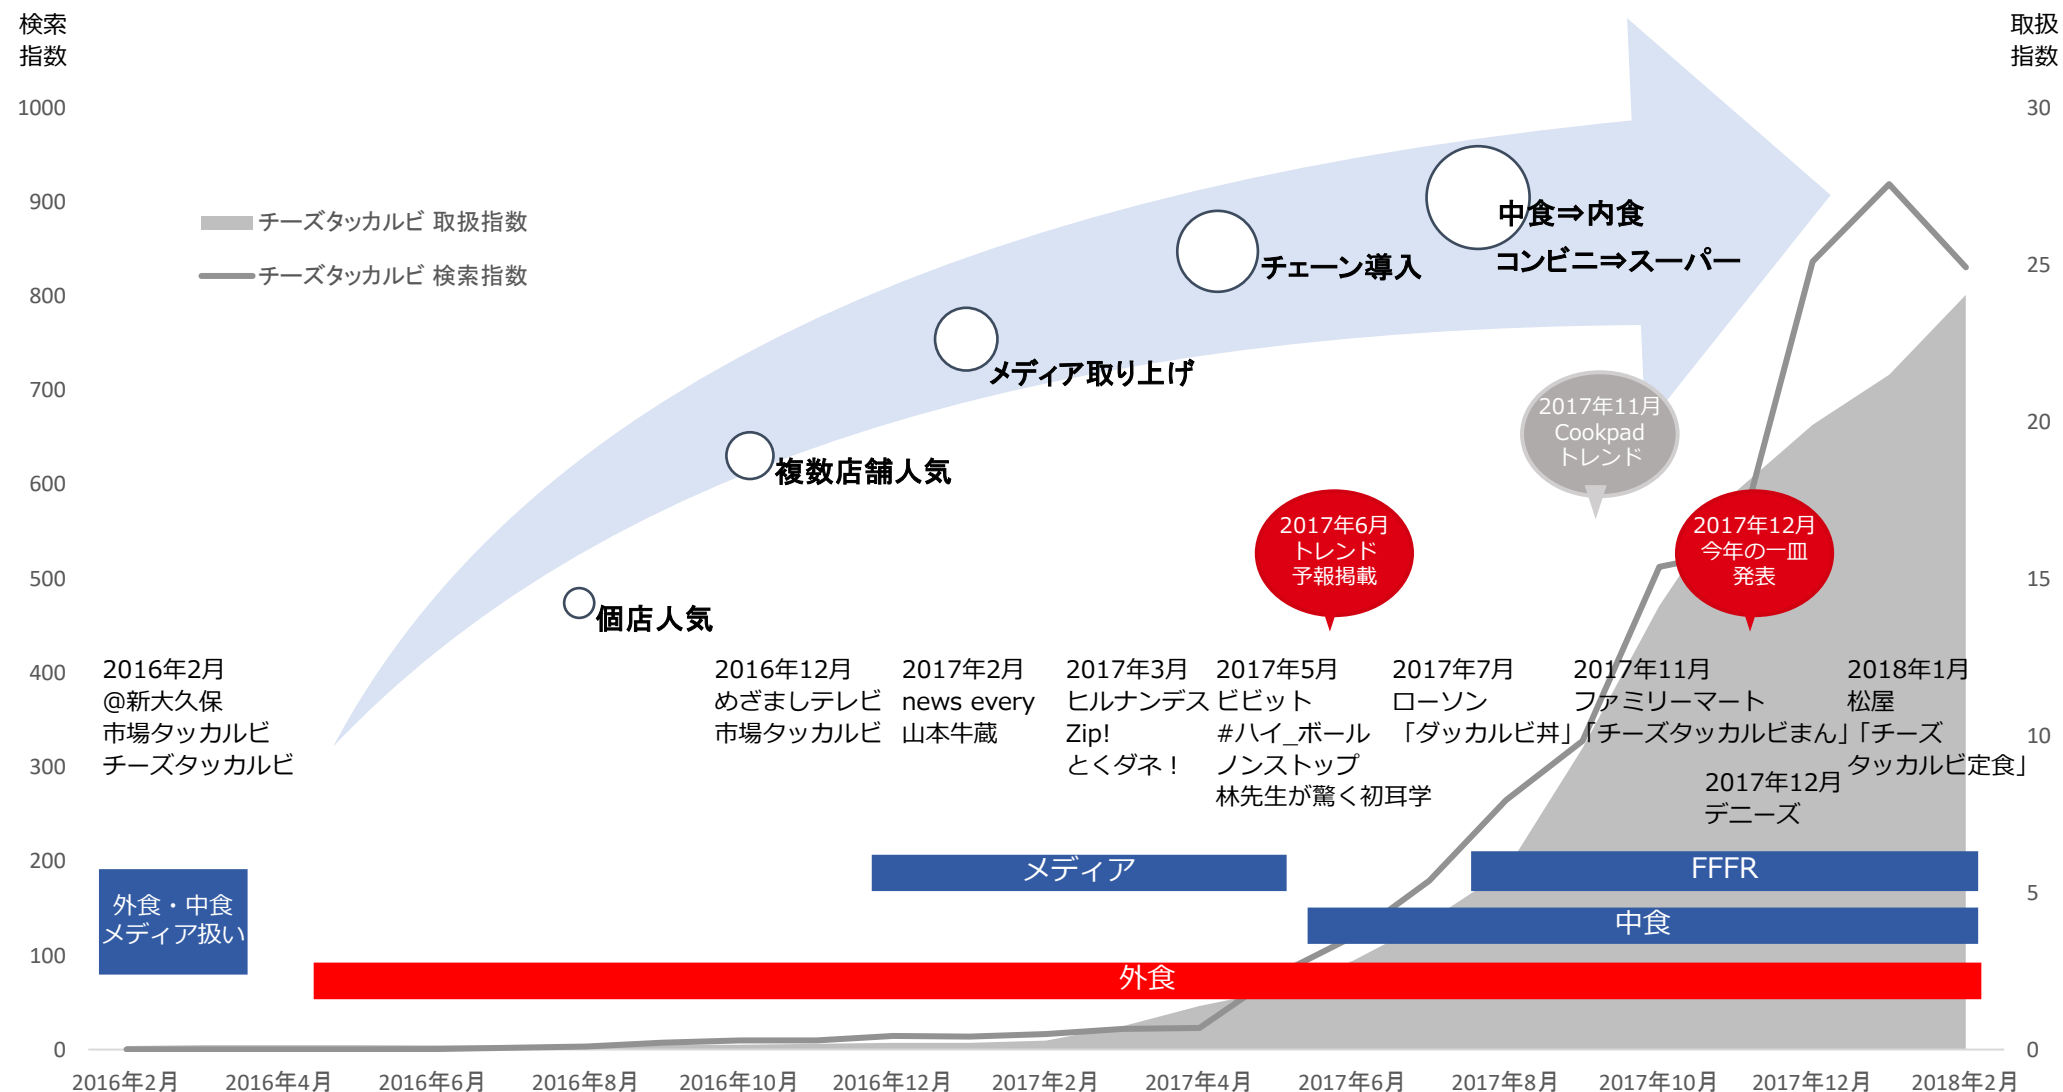 検索
指数
取扱
指数
1000
900
800
700
600
500
400
300
200
100
0
30
25
20
15
10
5
0
チーズタッカルビ 取扱指数
チーズタッカルビ 検索指数
中食⇒内食
コンビニ⇒スーパー
チェーン導入
メディア取り上げ
複数店舗人気
個店人気
2017年11月
Cookpad
トレンド
2017年6月
トレンド
予報掲載
2017年12月
今年の一皿
発表
2016年2月
@新大久保
市場タッカルビ
チーズタッカルビ
2016年12月
めざましテレビ
市場タッカルビ
2017年2月
news every
山本牛蔵
2017年3月
ヒルナンデス
Zip!
とくダネ！
2017年5月
ビビット
#ハイ_ボール
ノンストップ
林先生が驚く初耳学
2017年7月
ローソン
「ダッカルビ丼」
2017年11月
ファミリーマート
「チーズタッカルビまん」
2017年12月
デニーズ
2018年1月
松屋
「チーズ
タッカルビ定食」
外食・中食
メディア扱い
メディア
FFFR
中食
外食
2016年2月
2016年4月
2016年6月
2016年8月
2016年10月
2016年12月
2017年2月
2017年4月
2017年6月
2017年8月
2017年10月
2017年12月
2018年2月